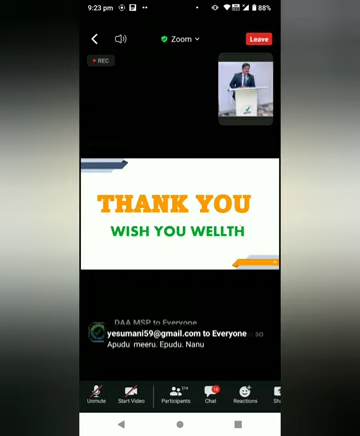 9:23 pm
88%
Zoom
Leave
REC
THANK YOU
WISH YOU WELLTH
DAA MSP to Everyone
yesumani59@gmail.com to Everyone
Apudu meeru. Epudu. Nanu
Unmute
Start Video
Participants
Chat
Reactions